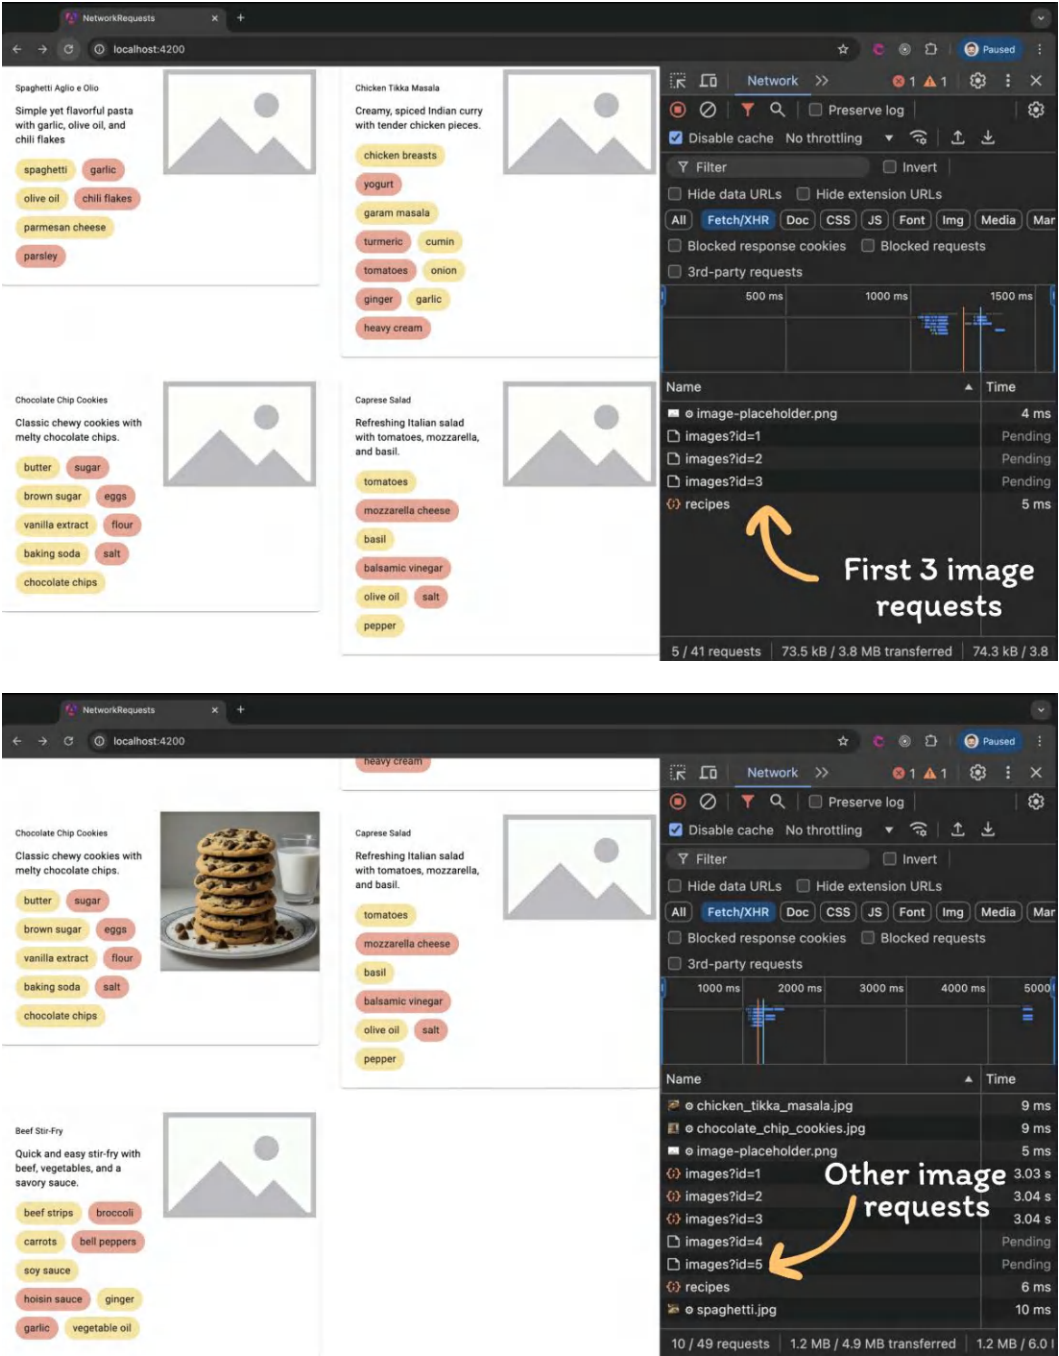 NetworkRequests
localhost:4200
Paused
Spaghetti Aglio e Olio
Simple yet flavorful pasta
with garlic, olive oil, and
chili flakes
spaghetti garlic
olive oil chili flakes
parmesan cheese
parsley
Chicken Tikka Masala
Creamy, spiced Indian curry
with tender chicken pieces.
chicken breasts
yogurt
garam masala
turmeric cumin
tomatoes onion
ginger garlic
heavy cream
Chocolate Chip Cookies
Classic chewy cookies with
melty chocolate chips.
butter sugar
brown sugar eggs
vanilla extract flour
baking soda salt
chocolate chips
Caprese Salad
Refreshing Italian salad
with tomatoes, mozzarella,
and basil.
tomatoes
mozzarella cheese
basil
balsamic vinegar
olive oil salt
pepper
Network 1 1
Preserve log
Disable cache No throttling
Filter Invert
Hide data URLs Hide extension URLs
All Fetch/XHR Doc CSS JS Font Img Media Mar
Blocked response cookies Blocked requests
3rd-party requests
500 ms 1000 ms 1500 ms
Name Time
image-placeholder.png 4 ms
images?id=1 Pending
images?id=2 Pending
images?id=3 Pending
recipes 5 ms
First 3 image
requests
5 / 41 requests 73.5 kB / 3.8 MB transferred 74.3 kB / 3.8
NetworkRequests
localhost:4200
Paused
heavy cream
Chocolate Chip Cookies
Classic chewy cookies with
melty chocolate chips.
butter sugar
brown sugar eggs
vanilla extract flour
baking soda salt
chocolate chips
Caprese Salad
Refreshing Italian salad
with tomatoes, mozzarella,
and basil.
tomatoes
mozzarella cheese
basil
balsamic vinegar
olive oil salt
pepper
Beef Stir-Fry
Quick and easy stir-fry with
beef, vegetables, and a
savory sauce.
beef strips broccoli
carrots bell peppers
soy sauce
hoisin sauce ginger
garlic vegetable oil
Network 1 1
Preserve log
Disable cache No throttling
Filter Invert
Hide data URLs Hide extension URLs
All Fetch/XHR Doc CSS JS Font Img Media Mar
Blocked response cookies Blocked requests
3rd-party requests
1000 ms 2000 ms 3000 ms 4000 ms 5000
Name Time
chicken_tikka_masala.jpg 9 ms
chocolate_chip_cookies.jpg 9 ms
image-placeholder.png 5 ms
images?id=1 3.03 s
images?id=2 3.04 s
images?id=3 3.04 s
images?id=4 Pending
images?id=5 Pending
recipes 6 ms
spaghetti.jpg 10 ms
Other image
requests
10 / 49 requests 1.2 MB / 4.9 MB transferred 1.2 MB / 6.0